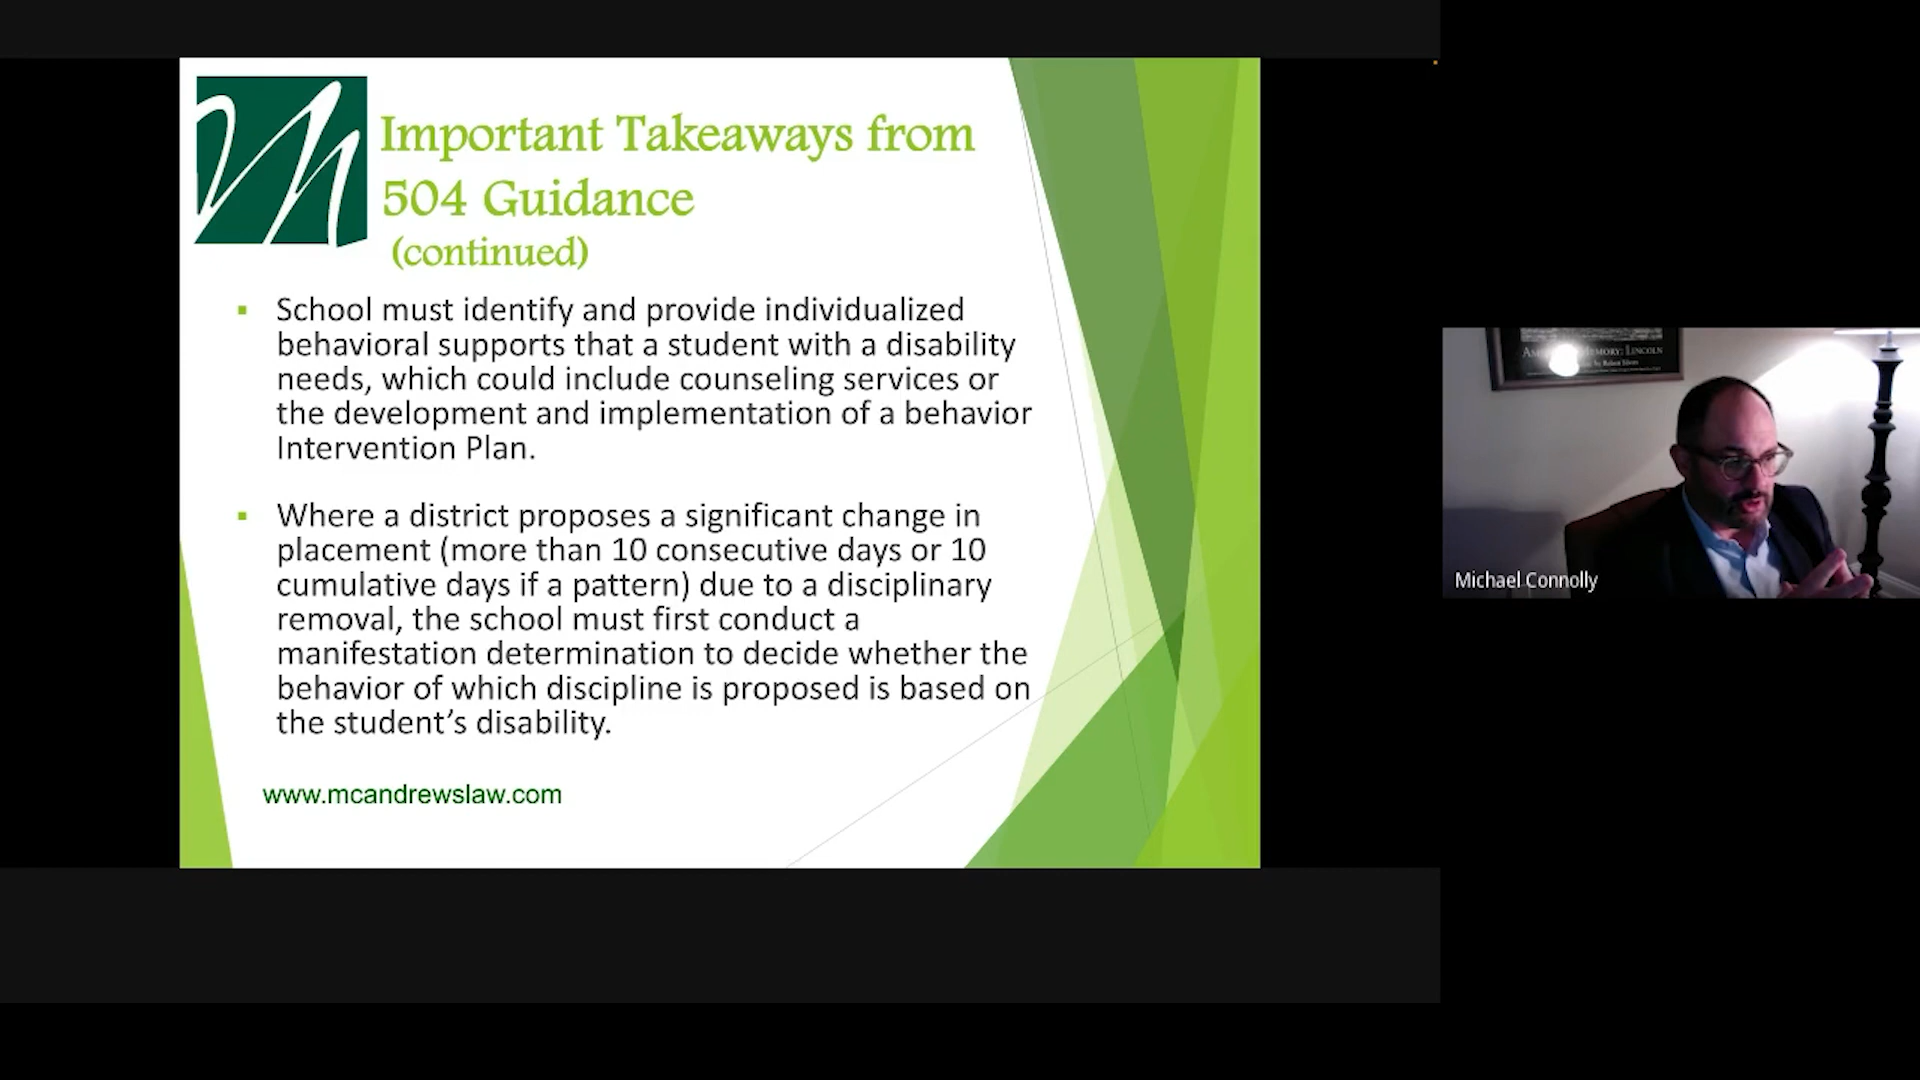 Important Takeaways from
504 Guidance
(continued)
School must identify and provide individualized
behavioral supports that a student with a disability
needs, which could include counseling services or
the development and implementation of a behavior
Intervention Plan.
Where a district proposes a significant change in
placement (more than 10 consecutive days or 10
cumulative days if a pattern) due to a disciplinary
removal, the school must first conduct a
manifestation determination to decide whether the
behavior of which discipline is proposed is based on
the student’s disability.
www.mcandrewslaw.com
LINCOLN
Michael Connolly